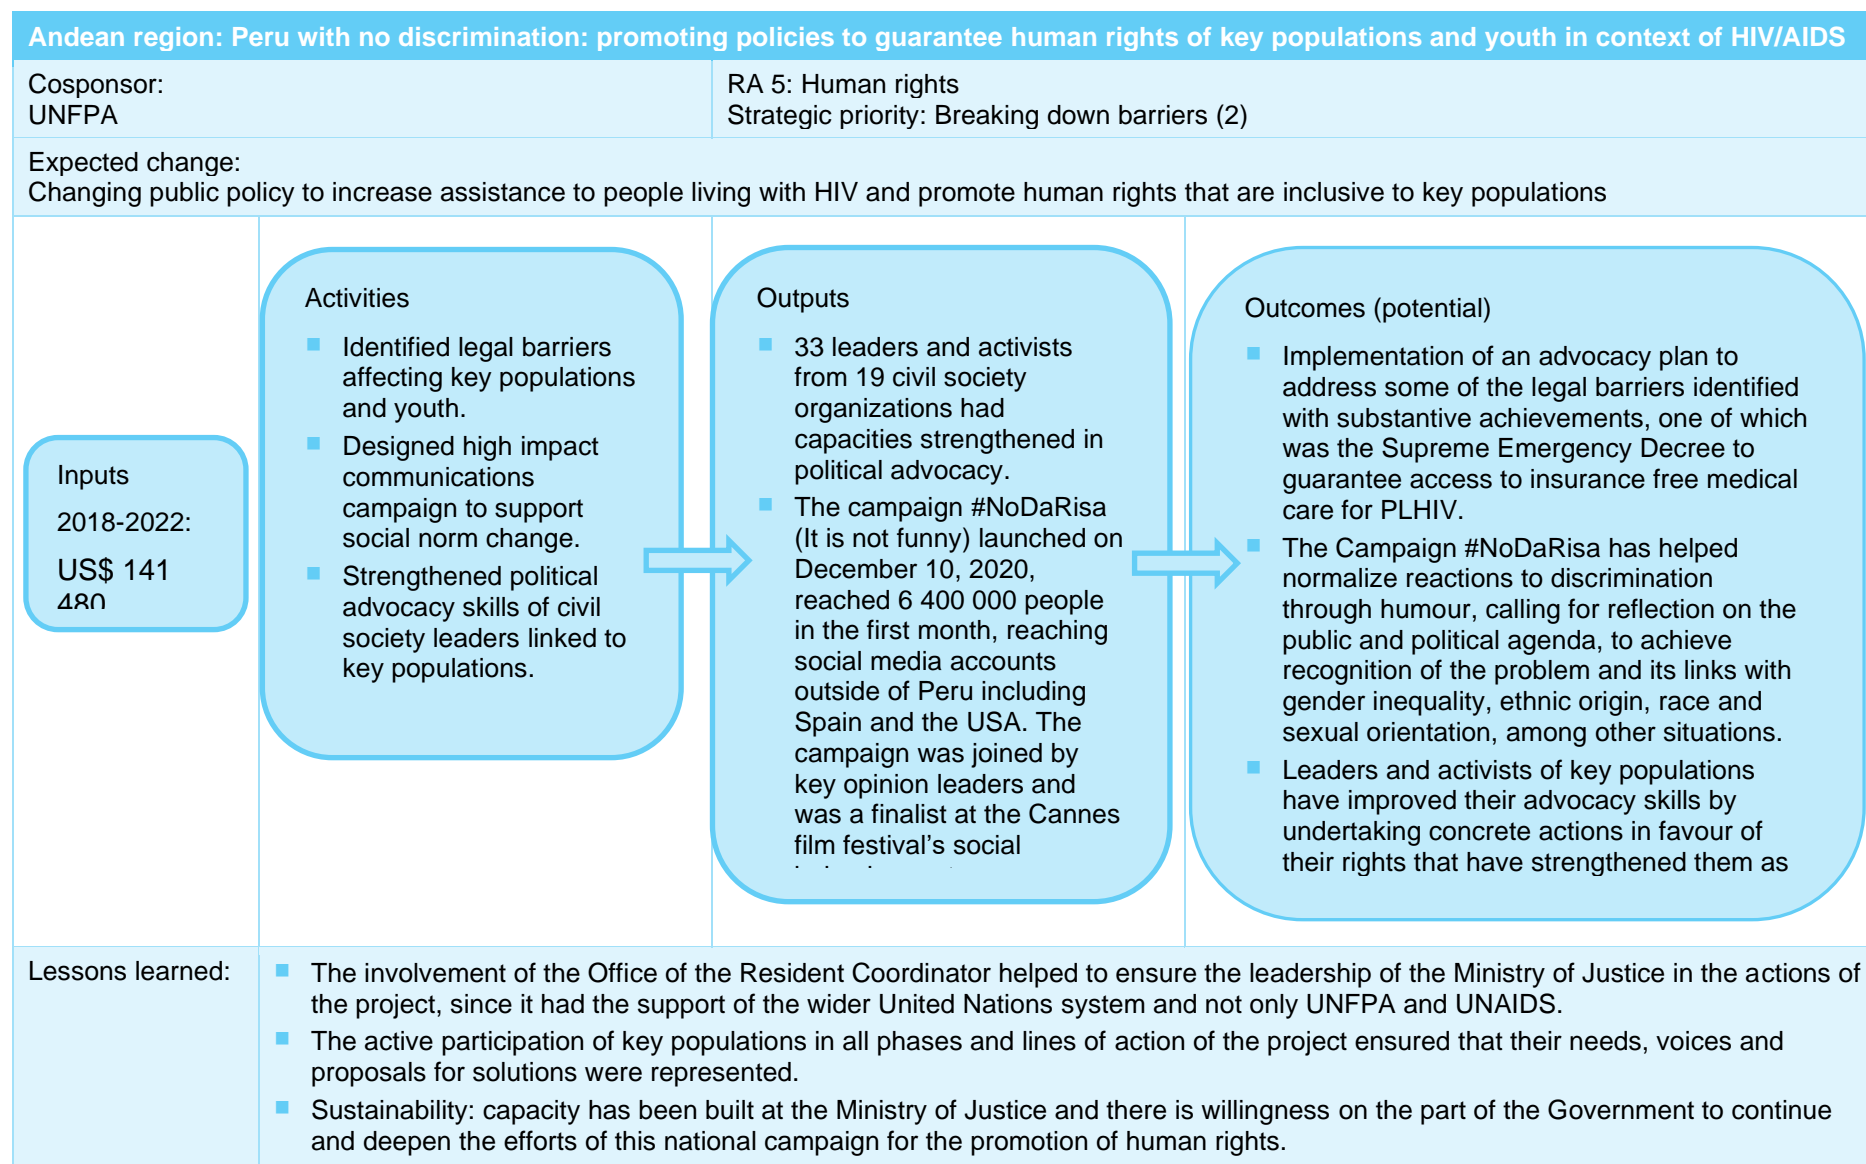 Andean region: Peru with no discrimination: promoting policies to guarantee human rights of key populations and youth in context of HIV/AIDS
Cosponsor:
UNFPA
RA 5: Human rights
Strategic priority: Breaking down barriers (2)
Expected change:
Changing public policy to increase assistance to people living with HIV and promote human rights that are inclusive to key populations
Inputs
2018-2022:
US$ 141
480
Activities
Identified legal barriers
affecting key populations
and youth.
Designed high impact
communications
campaign to support
social norm change.
Strengthened political
advocacy skills of civil
society leaders linked to
key populations.
Outputs
33 leaders and activists
from 19 civil society
organizations had
capacities strengthened in
political advocacy.
The campaign #NoDaRisa
(It is not funny) launched on
December 10, 2020,
reached 6 400 000 people
in the first month, reaching
social media accounts
outside of Peru including
Spain and the USA. The
campaign was joined by
key opinion leaders and
was a finalist at the Cannes
film festival's social
Outcomes (potential)
Implementation of an advocacy plan to
address some of the legal barriers identified
with substantive achievements, one of which
was the Supreme Emergency Decree to
guarantee access to insurance free medical
care for PLHIV.
The Campaign #NoDaRisa has helped
normalize reactions to discrimination
through humour, calling for reflection on the
public and political agenda, to achieve
recognition of the problem and its links with
gender inequality, ethnic origin, race and
sexual orientation, among other situations.
Leaders and activists of key populations
have improved their advocacy skills by
undertaking concrete actions in favour of
their rights that have strengthened them as
Lessons learned:
The involvement of the Office of the Resident Coordinator helped to ensure the leadership of the Ministry of Justice in the actions of
the project, since it had the support of the wider United Nations system and not only UNFPA and UNAIDS.
The active participation of key populations in all phases and lines of action of the project ensured that their needs, voices and
proposals for solutions were represented.
Sustainability: capacity has been built at the Ministry of Justice and there is willingness on the part of the Government to continue
and deepen the efforts of this national campaign for the promotion of human rights.